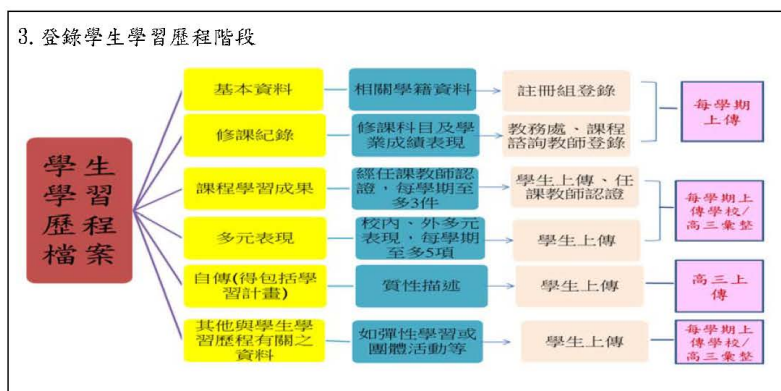 3. 登錄學生學習歷程階段
學生
學習
歷程
檔案
基本資料
相關學籍資料
註冊組登錄
修課紀錄
修課科目及學
業成績表現
教務處、課程
諮詢教師登錄
每學期
上傳
課程學習成果
經任課教師認
證，每學期至
多3件
學生上傳、任
課教師認證
多元表現
校內、外多元
表現，每學期
至多5項
學生上傳
每學期上
傳學校/
高三彙整
自傳(得包括學
習計畫)
質性描述
學生上傳
高三上
傳
其他與學生學
習歷程有關之
資料
如彈性學習或
團體活動等
學生上傳
每學期上
傳學校/
高三彙整